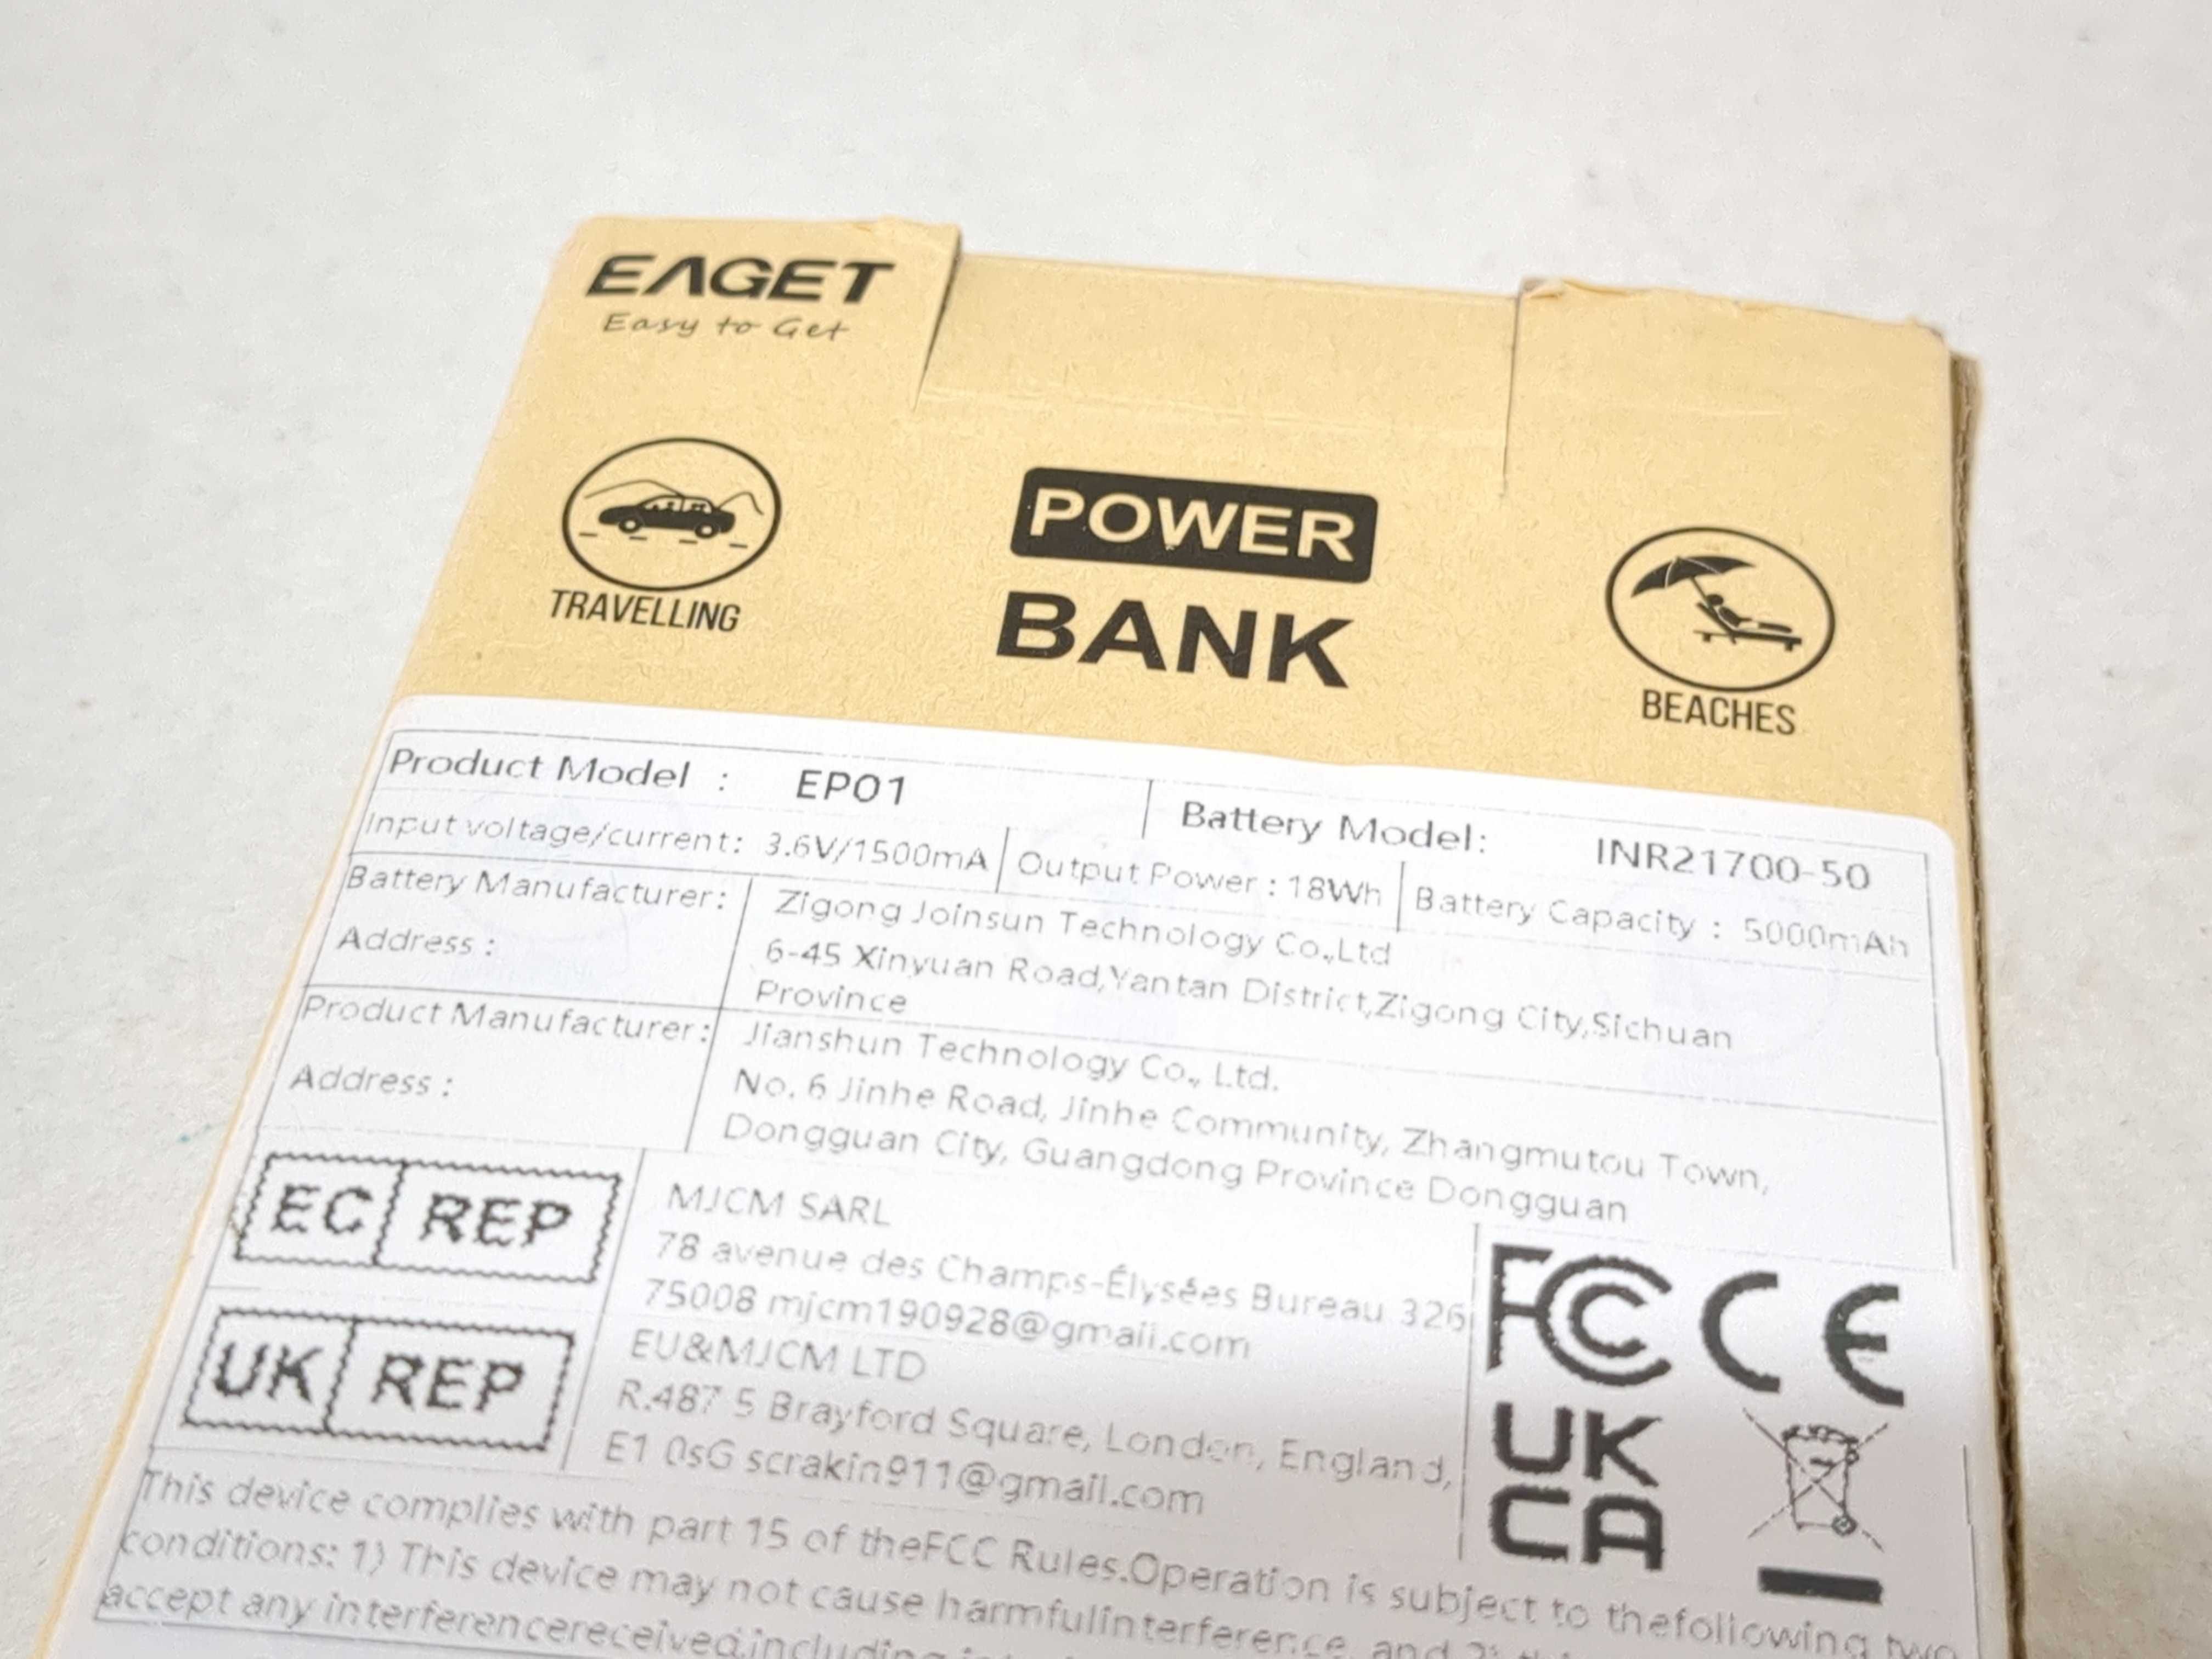 EAGET
Easy to Get
TRAVELLING
POWER
BANK
BEACHES
Product Model : EP01
Battery Model: INR21700-50
Input voltage/current: 3.6V/1500mA
Output Power : 18Wh
Battery Capacity : 5000mAh
Battery Manufacturer: Zigong Joinsun Technology Co.,Ltd
Address : 6-45 Xinyuan Road,Yantan District,Zigong City,Sichuan
Province
Product Manufacturer: Jianshun Technology Co., Ltd.
Address : No. 6 Jinhe Road, Jinhe Community, Zhangmutou Town,
Dongguan City, Guangdong Province Dongguan
EC REP
MJCM SARL
78 avenue des Champs-Élysées Bureau 326
75008 mjcm190928@gmail.com
UK REP
EU&MJCM LTD
R.487 5 Brayford Square, London, England,
E1 0sG scrakin911@gmail.com
FCC CE
UK
CA
This device complies with part 15 of theFCC Rules.Operation is subject to thefollowing two
conditions: 1) This device may not cause harmfulinterference, and
accept any interferencereceived,including